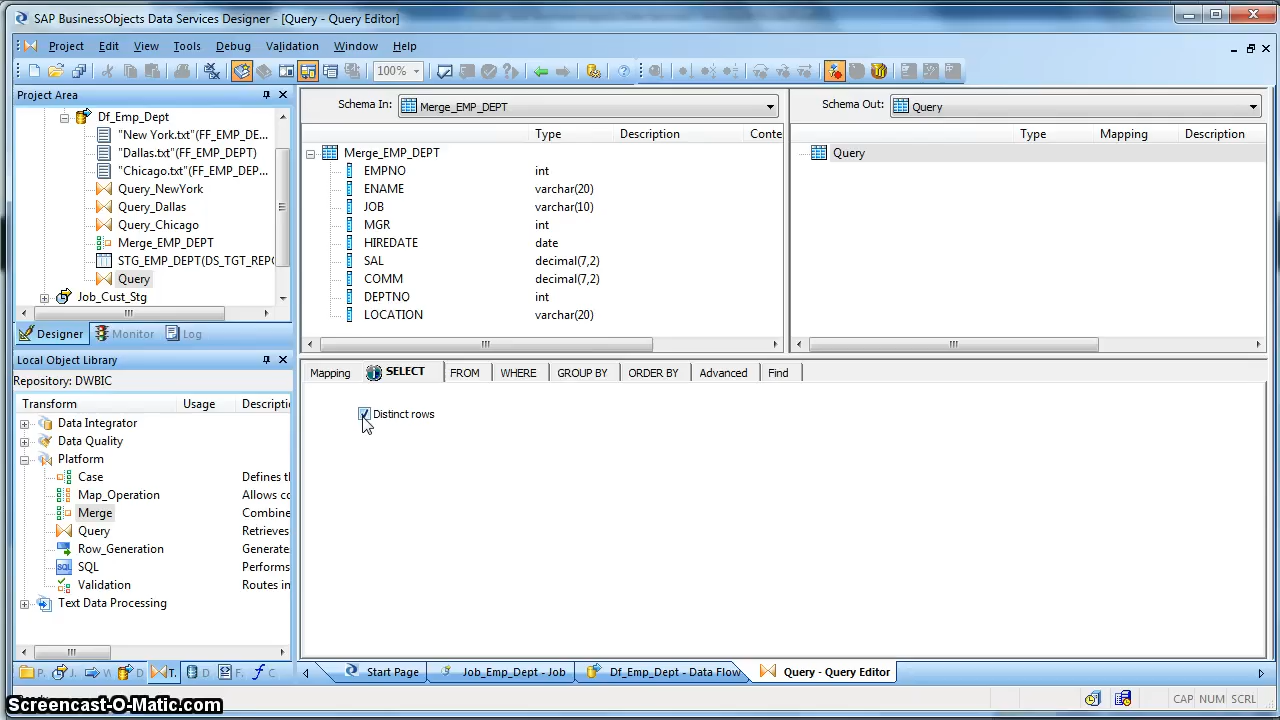 SAP BusinessObjects Data Services Designer - [Query - Query Editor]
Project Edit View Tools Debug Validation Window Help
100%
Project Area
Df_Emp_Dept
"New York.txt"(FF_EMP_DE...
"Dallas.txt"(FF_EMP_DEPT)
"Chicago.txt"(FF_EMP_DEP...
Query_NewYork
Query_Dallas
Query_Chicago
Merge_EMP_DEPT
STG_EMP_DEPT(DS_TGT_REPO
Query
Job_Cust_Stg
Designer Monitor Log
Local Object Library
Repository: DWBIC
Transform Usage Descripti
Data Integrator
Data Quality
Platform
Case Defines th
Map_Operation Allows co
Merge Combine
Query Retrieves
Row_Generation Generate
SQL Performs
Validation Routes in
Text Data Processing
P. J. D T. D F. C
Schema In: Merge_EMP_DEPT
Type Description Conte
Merge_EMP_DEPT
EMPNO int
ENAME varchar(20)
JOB varchar(10)
MGR int
HIREDATE date
SAL decimal(7,2)
COMM decimal(7,2)
DEPTNO int
LOCATION varchar(20)
Schema Out: Query
Type Mapping Description
Query
Mapping SELECT FROM WHERE GROUP BY ORDER BY Advanced Find
Distinct rows
Start Page Job_Emp_Dept - Job Df_Emp_Dept - Data Flow Query - Query Editor
CAP NUM SCRL
Screencast-O-Matic.com